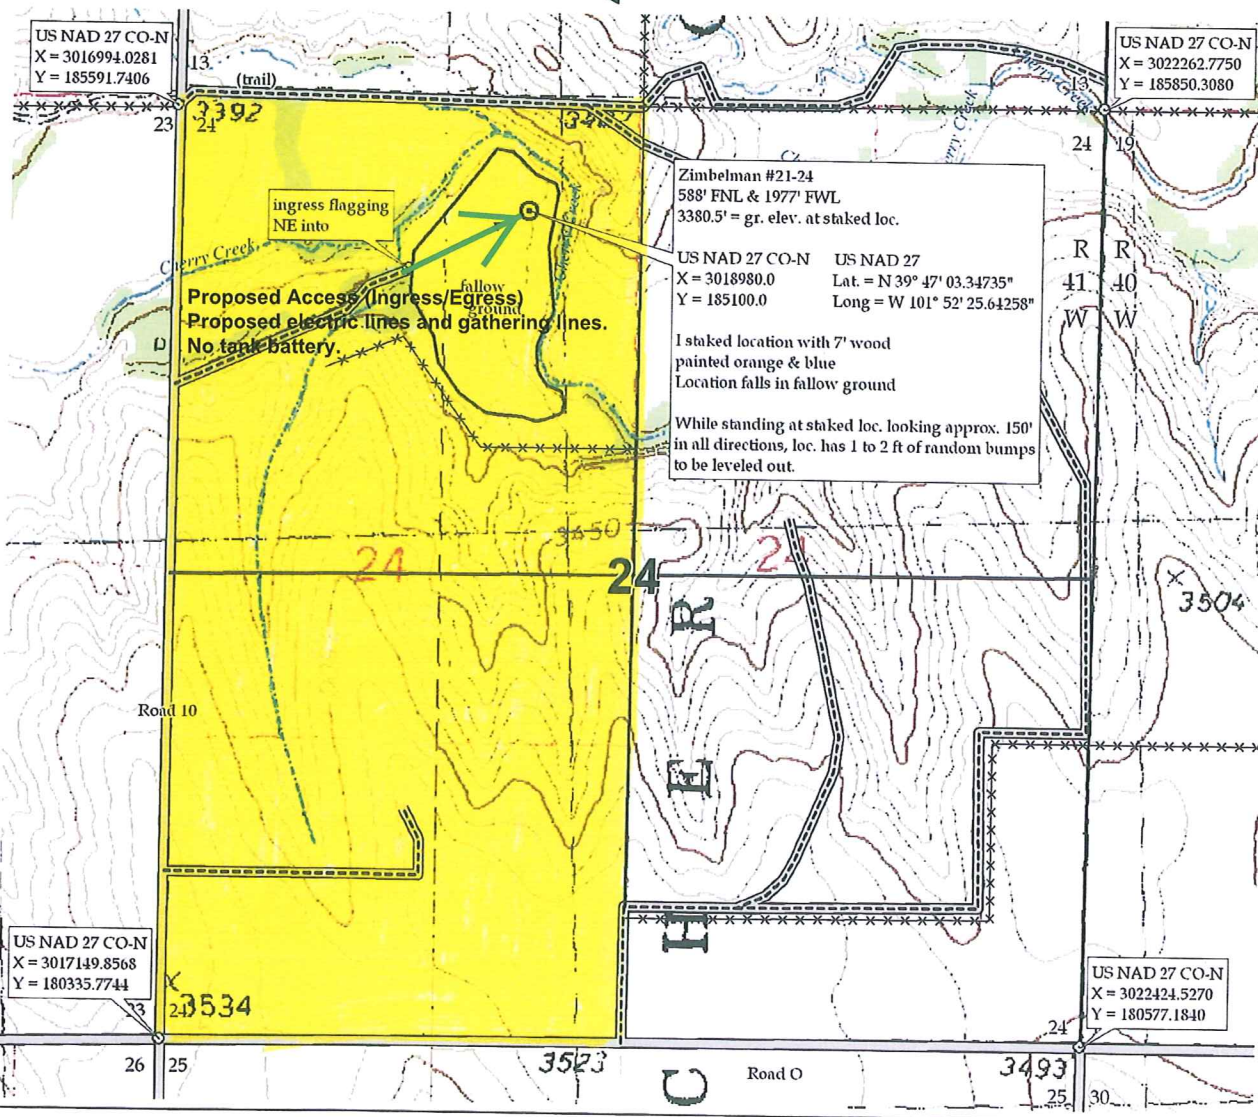 US NAD 27 CO-N
X = 3016994.0281
Y = 185591.7406
US NAD 27 CO-N
X = 3022262.7750
Y = 185850.3080
13
(trail)
13
3392
23
24
24
19
Cherry Creek
Zimbelman #21-24
588' FNL & 1977' FWL
3380.5' = gr. elev. at staked loc.
US NAD 27 CO-N
X = 3018980.0
Y = 185100.0
US NAD 27
Lat. = N 39° 47' 03.34735"
Long = W 101° 52' 25.64258"
I staked location with 7' wood
painted orange & blue
Location falls in fallow ground
While standing at staked loc. looking approx. 150'
in all directions, loc. has 1 to 2 ft of random bumps
to be leveled out.
ingress flagging
NE into
Cherry Creek
Cherry Creek
R R
41 40
W W
fallow
ground
Proposed Access (Ingress/Egress)
Proposed electric lines and gathering lines.
No tank battery.
D
3450
24
24
24
3504
R
Road 10
E
H
US NAD 27 CO-N
X = 3017149.8568
Y = 180335.7744
US NAD 27 CO-N
X = 3022424.5270
Y = 180577.1840
3534
24
24
26
25
3523
C
Road O
3493
25
30